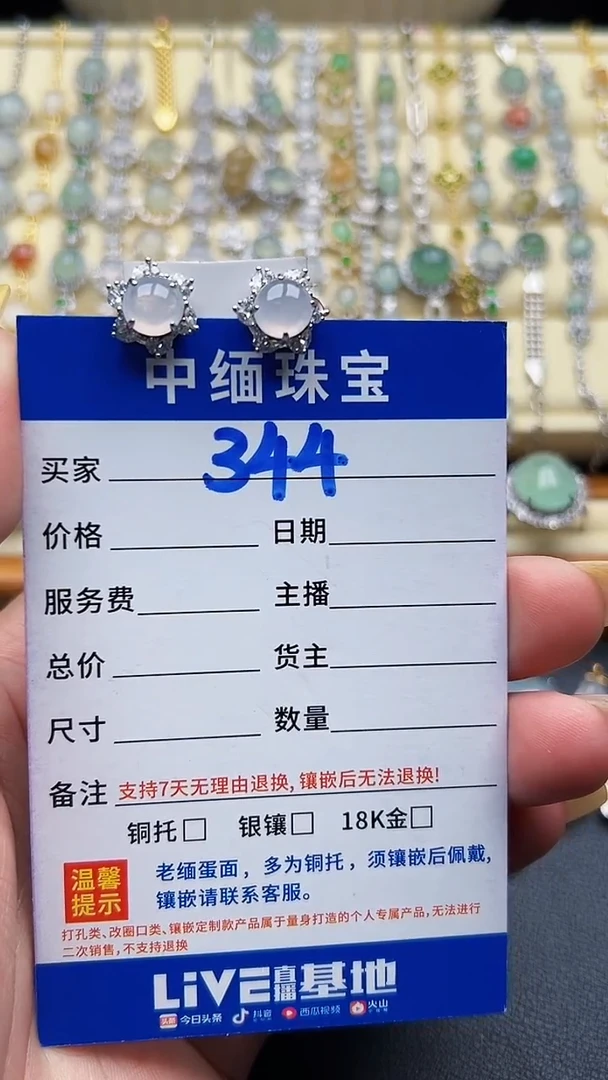 中缅珠宝
买家 344
价格 日期
服务费 主播
总价 货主
尺寸 数量
备注 支持7天无理由退换,镶嵌后无法退换!
铜托□ 银镶□ 18K金□
温馨提示
老缅蛋面，多为铜托，须镶嵌后佩戴,
镶嵌请联系客服。
打孔类、改圈口类、镶嵌定制款产品属于量身打造的个人专属产品,无法进行
二次销售,不支持退换
LiVE直播基地
头条 今日头条 抖音 西瓜视频 火山